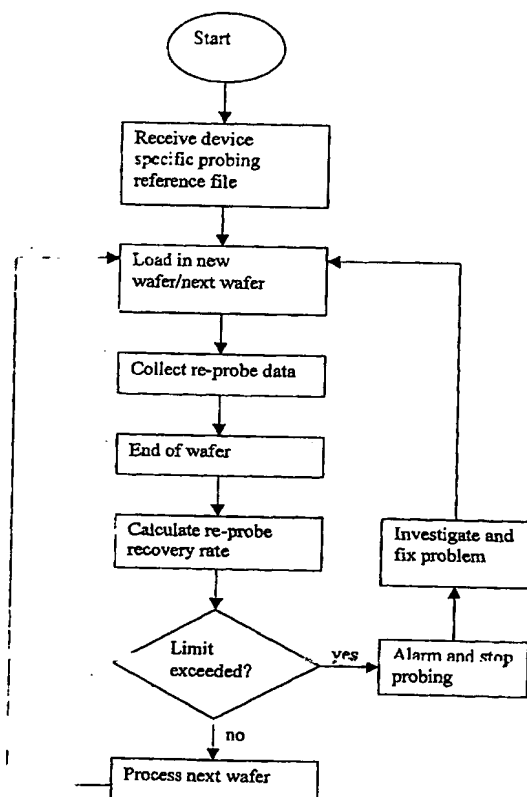 Start
Receive device
specific probing
reference file
Load in new
wafer/next wafer
Collect re-probe data
End of wafer
Calculate re-probe
recovery rate
Limit
exceeded?
yes
Alarm and stop
probing
Investigate and
fix problem
no
Process next wafer